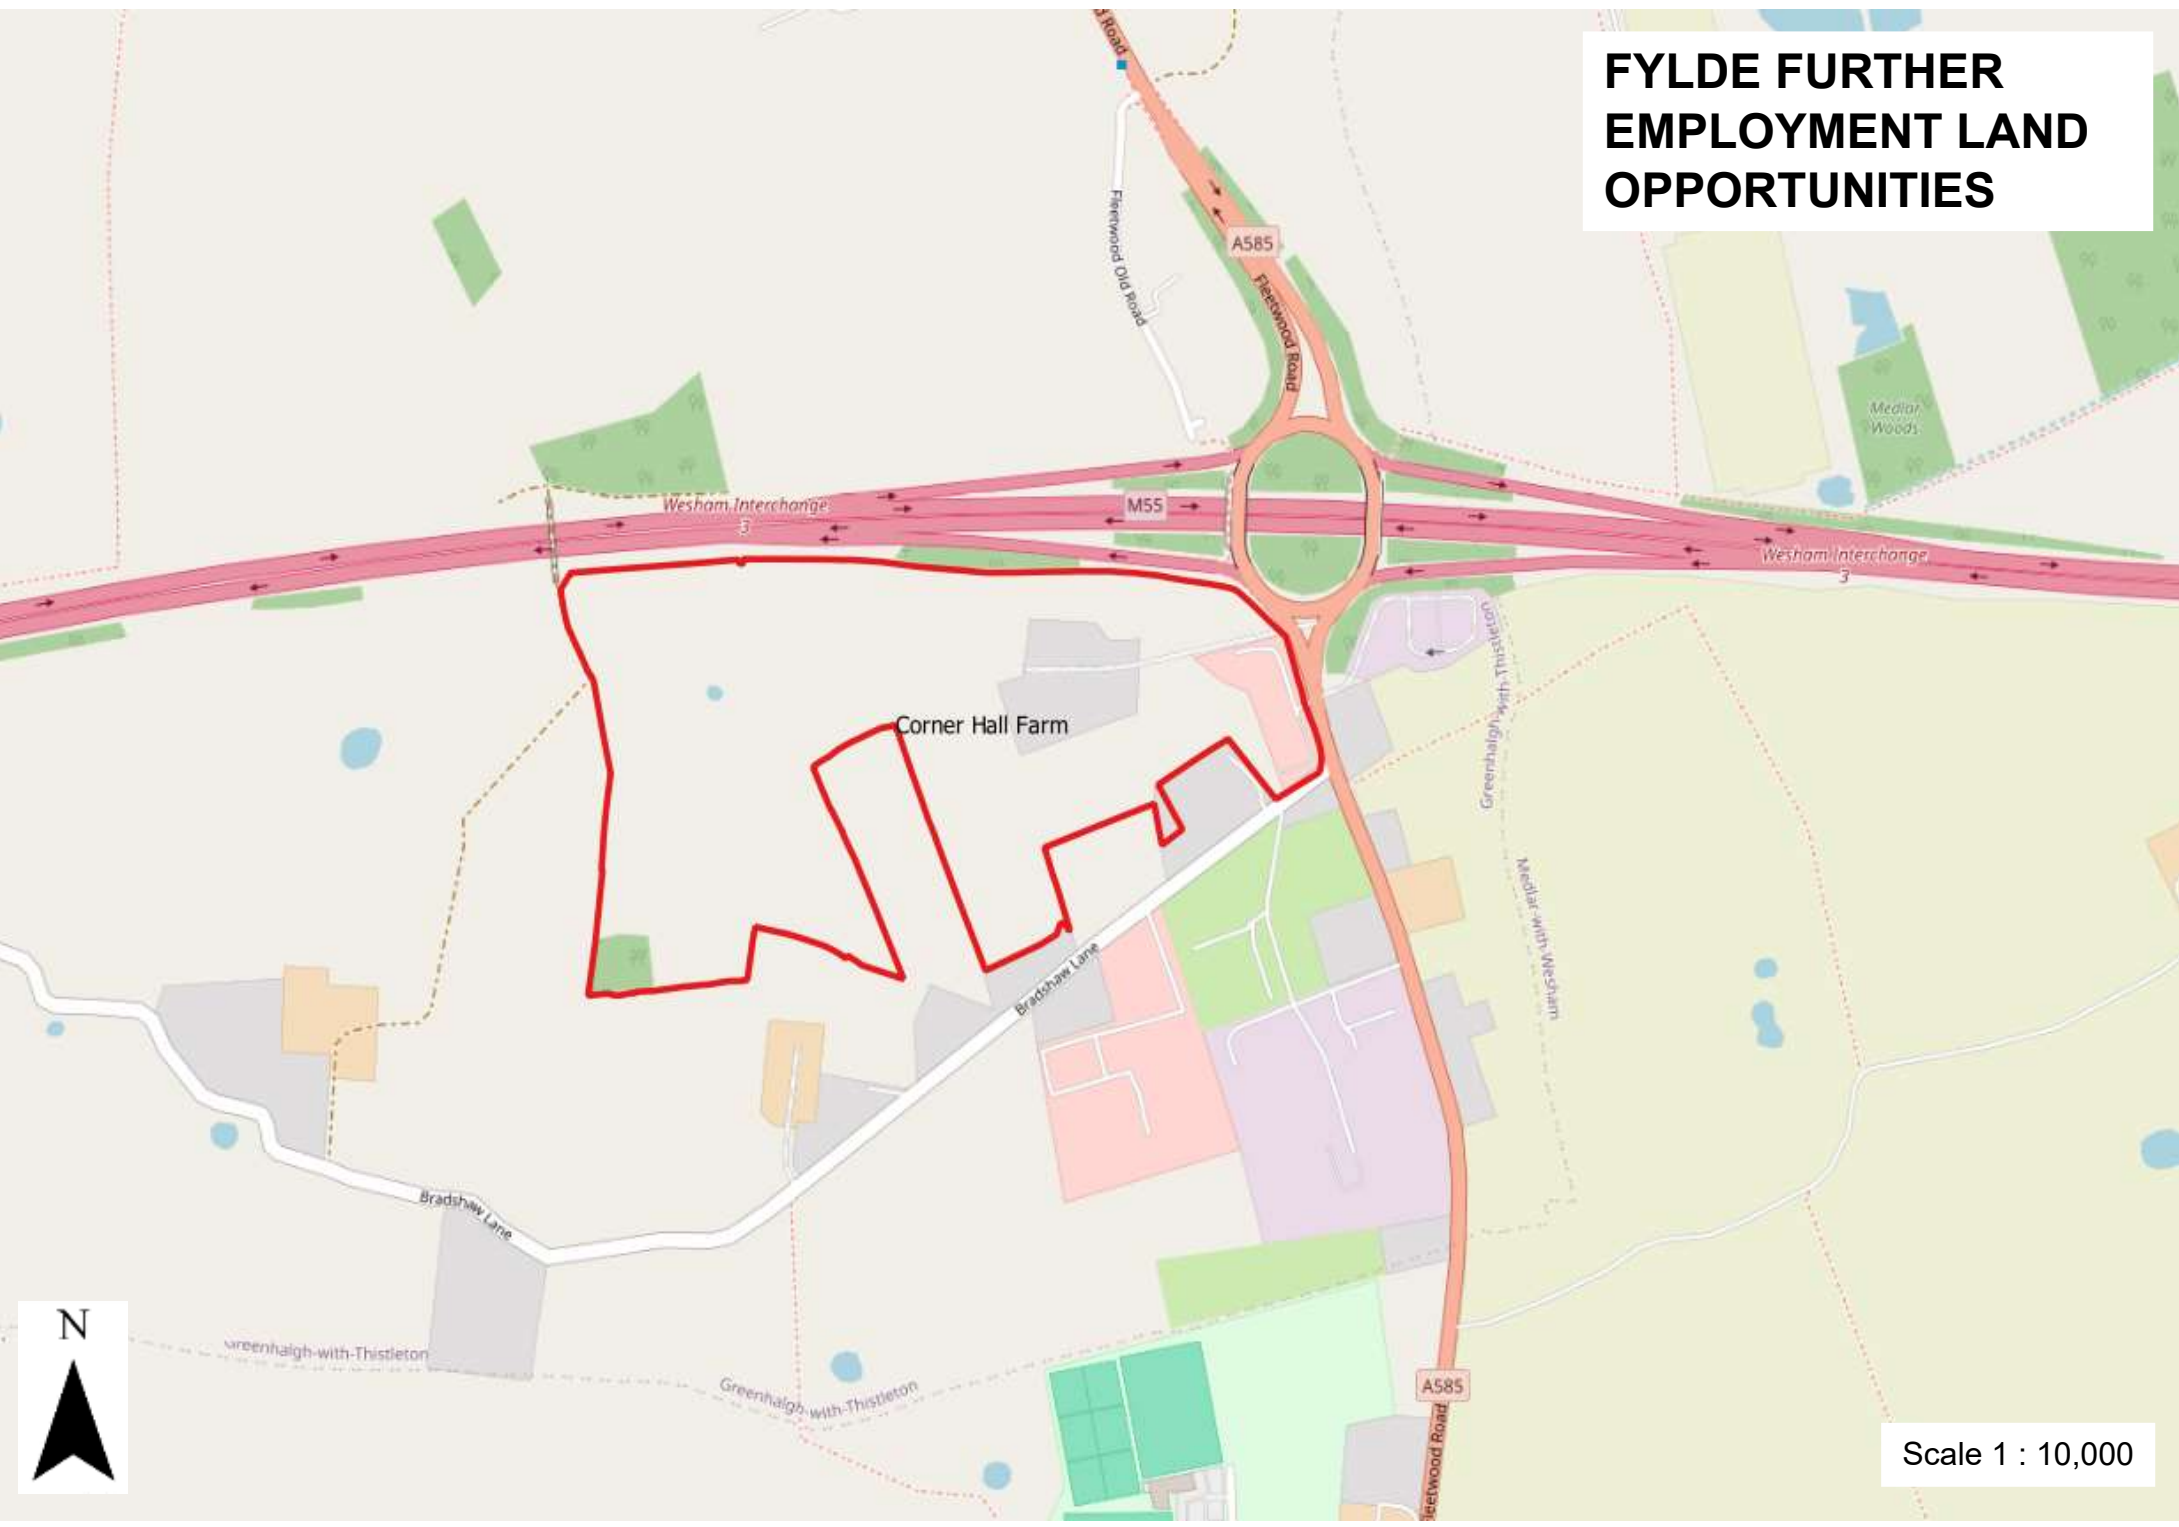 d Road
FYLDE FURTHER
EMPLOYMENT LAND
OPPORTUNITIES
A585
Fleetwood Old Road
Fleetwood Road
Medlar
Woods
Wesham Interchange
3
M55
Wesham Interchange
3
Greenhalgh-with-Thistleton
Corner Hall Farm
Medlar-with-Wesham
Bradshaw Lane
Bradshaw Lane
N
Greenhalgh-with-Thistleton
Greenhalgh-with-Thistleton
A585
Fleetwood Road
Scale 1 : 10,000